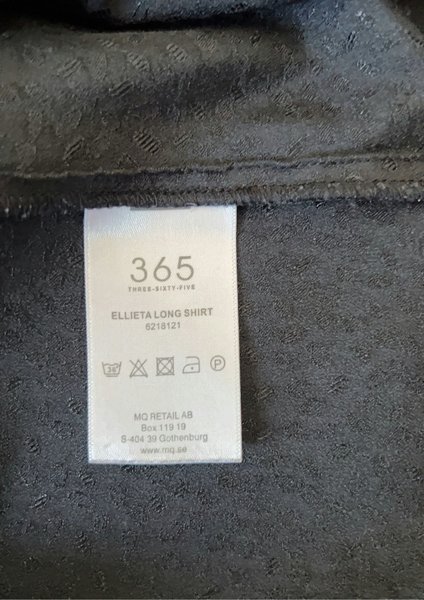 365
THREE-SIXTY-FIVE
ELLIETA LONG SHIRT
6218121
30° P
MQ RETAIL AB
Box 119 19
S-404 39 Gothenburg
www.mq.se